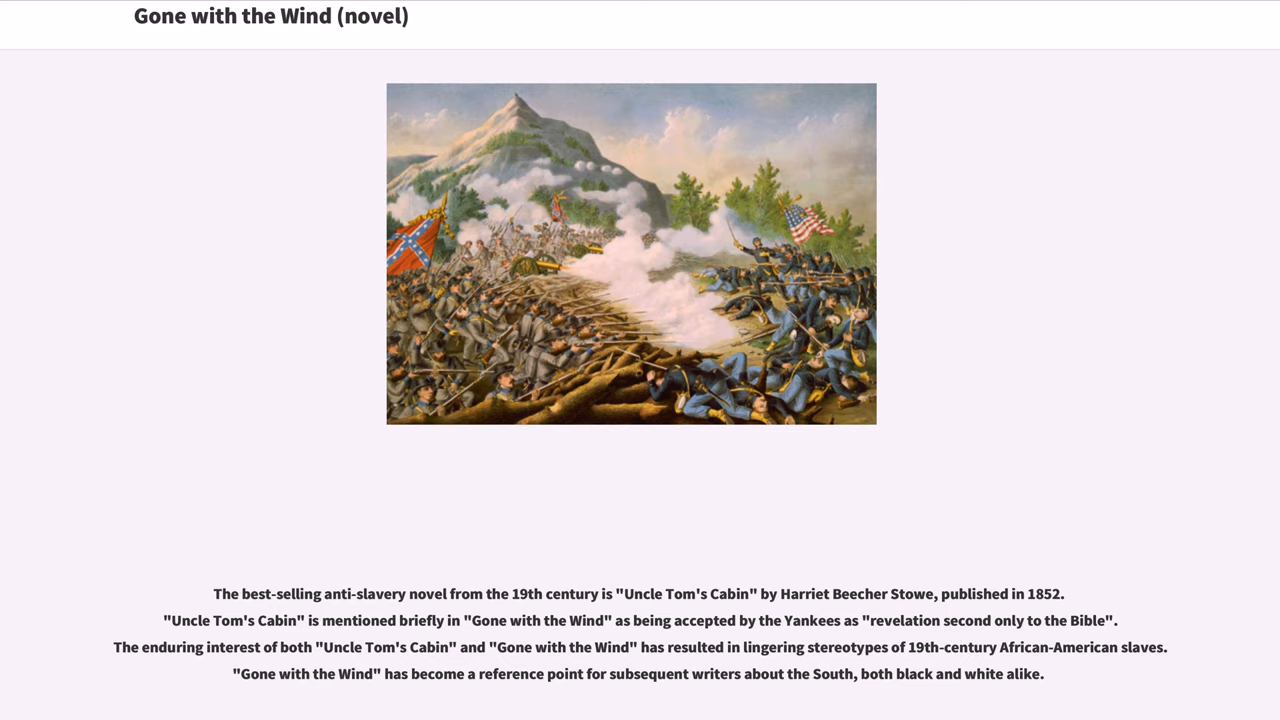 Gone with the Wind (novel)
The best-selling anti-slavery novel from the 19th century is "Uncle Tom's Cabin" by Harriet Beecher Stowe, published in 1852.
"Uncle Tom's Cabin" is mentioned briefly in "Gone with the Wind" as being accepted by the Yankees as "revelation second only to the Bible".
The enduring interest of both "Uncle Tom's Cabin" and "Gone with the Wind" has resulted in lingering stereotypes of 19th-century African-American slaves.
"Gone with the Wind" has become a reference point for subsequent writers about the South, both black and white alike.